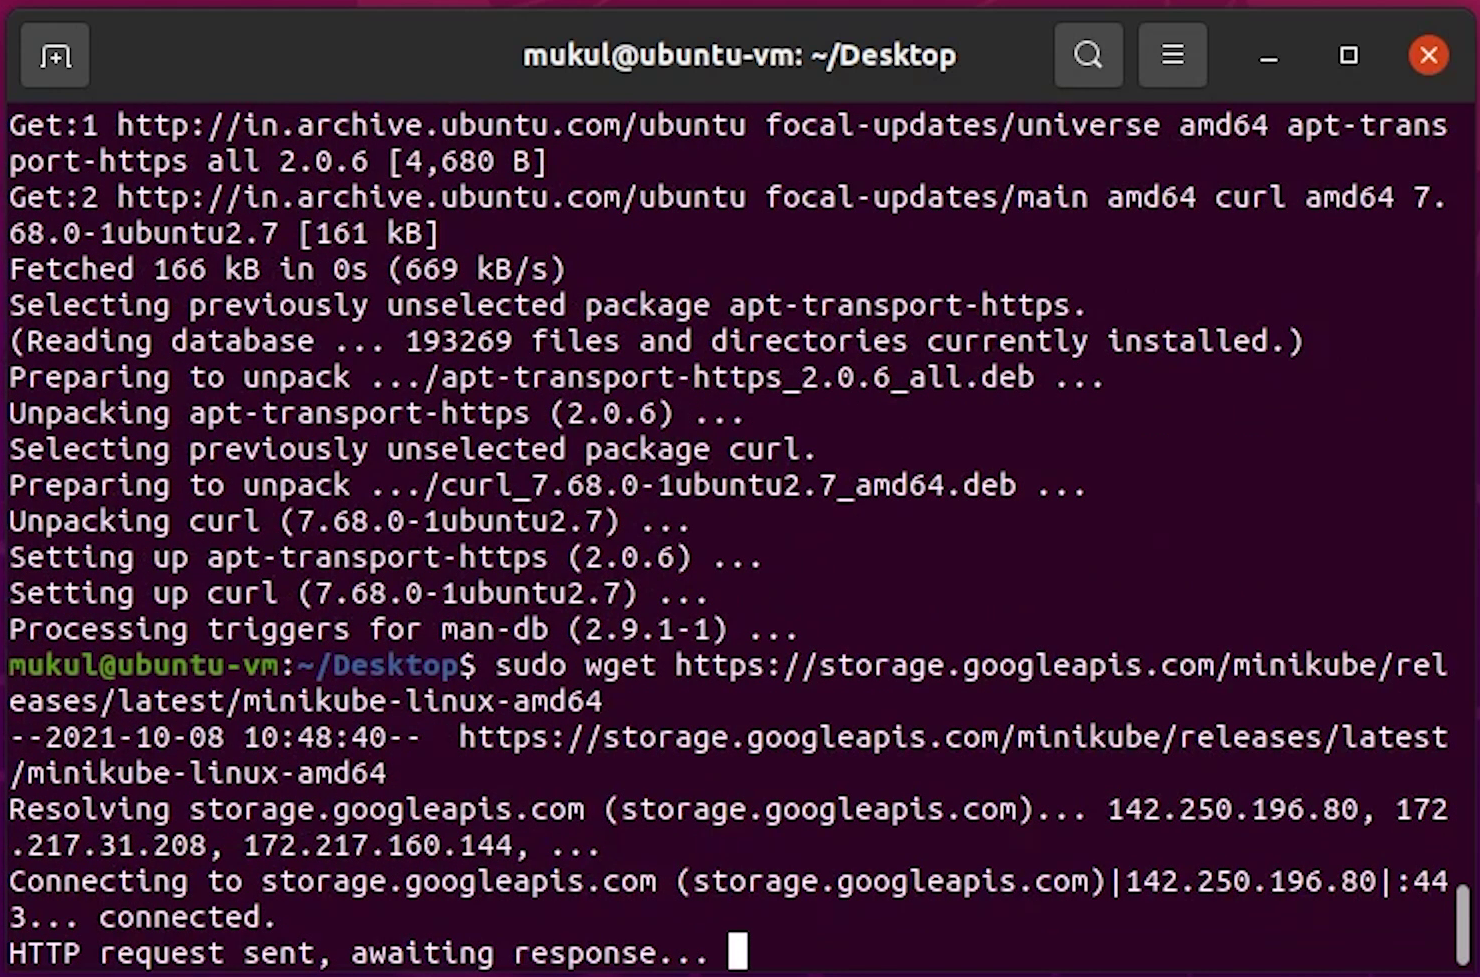 mukul@ubuntu-vm: ~/Desktop
Get:1 http://in.archive.ubuntu.com/ubuntu focal-updates/universe amd64 apt-trans
port-https all 2.0.6 [4,680 B]
Get:2 http://in.archive.ubuntu.com/ubuntu focal-updates/main amd64 curl amd64 7.
68.0-1ubuntu2.7 [161 kB]
Fetched 166 kB in 0s (669 kB/s)
Selecting previously unselected package apt-transport-https.
(Reading database ... 193269 files and directories currently installed.)
Preparing to unpack .../apt-transport-https_2.0.6_all.deb ...
Unpacking apt-transport-https (2.0.6) ...
Selecting previously unselected package curl.
Preparing to unpack .../curl_7.68.0-1ubuntu2.7_amd64.deb ...
Unpacking curl (7.68.0-1ubuntu2.7) ...
Setting up apt-transport-https (2.0.6) ...
Setting up curl (7.68.0-1ubuntu2.7) ...
Processing triggers for man-db (2.9.1-1) ...
mukul@ubuntu-vm:~/Desktop$ sudo wget https://storage.googleapis.com/minikube/rel
eases/latest/minikube-linux-amd64
--2021-10-08 10:48:40--  https://storage.googleapis.com/minikube/releases/latest
/minikube-linux-amd64
Resolving storage.googleapis.com (storage.googleapis.com)... 142.250.196.80, 172
.217.31.208, 172.217.160.144, ...
Connecting to storage.googleapis.com (storage.googleapis.com)|142.250.196.80|:44
3... connected.
HTTP request sent, awaiting response...